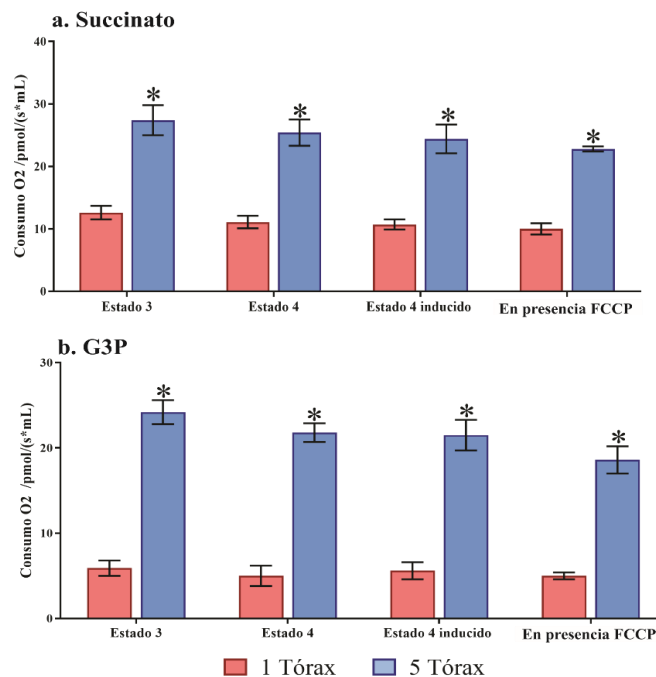 a. Succinato
Consumo O2 /pmol/(s*mL)
40
30
20
10
0
* * * *
Estado 3 Estado 4 Estado 4 inducido En presencia FCCP
b. G3P
Consumo O2 /pmol/(s*mL)
30
20
10
0
* * * *
Estado 3 Estado 4 Estado 4 inducido En presencia FCCP
1 Tórax 5 Tórax